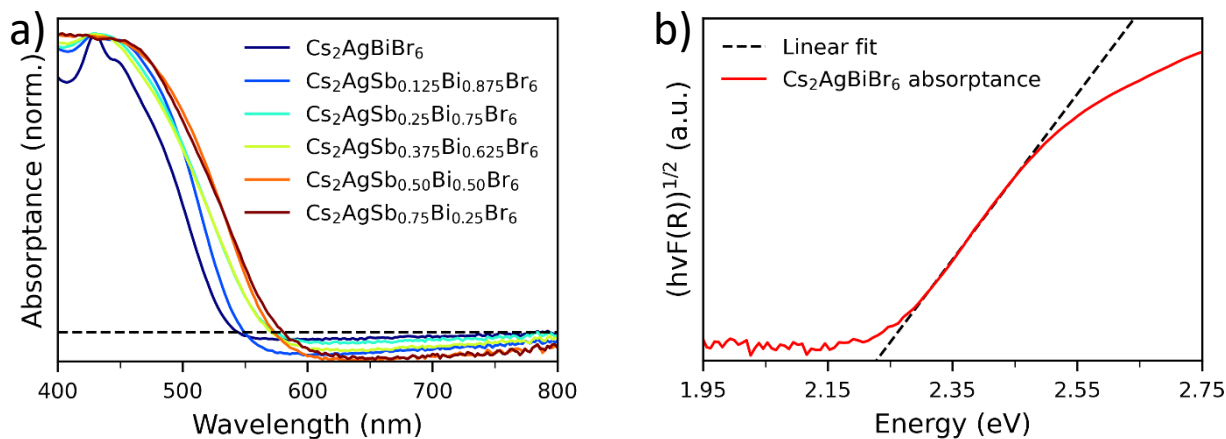 a)
Absorptance (norm.)
Cs₂AgBiBr₆
Cs₂AgSb₀.₁₂₅Bi₀.₈₇₅Br₆
Cs₂AgSb₀.₂₅Bi₀.₇₅Br₆
Cs₂AgSb₀.₃₇₅Bi₀.₆₂₅Br₆
Cs₂AgSb₀.₅₀Bi₀.₅₀Br₆
Cs₂AgSb₀.₇₅Bi₀.₂₅Br₆
400 500 600 700 800
Wavelength (nm)
b)
(hvF(R))¹/² (a.u.)
Linear fit
Cs₂AgBiBr₆ absorptance
1.95 2.15 2.35 2.55 2.75
Energy (eV)